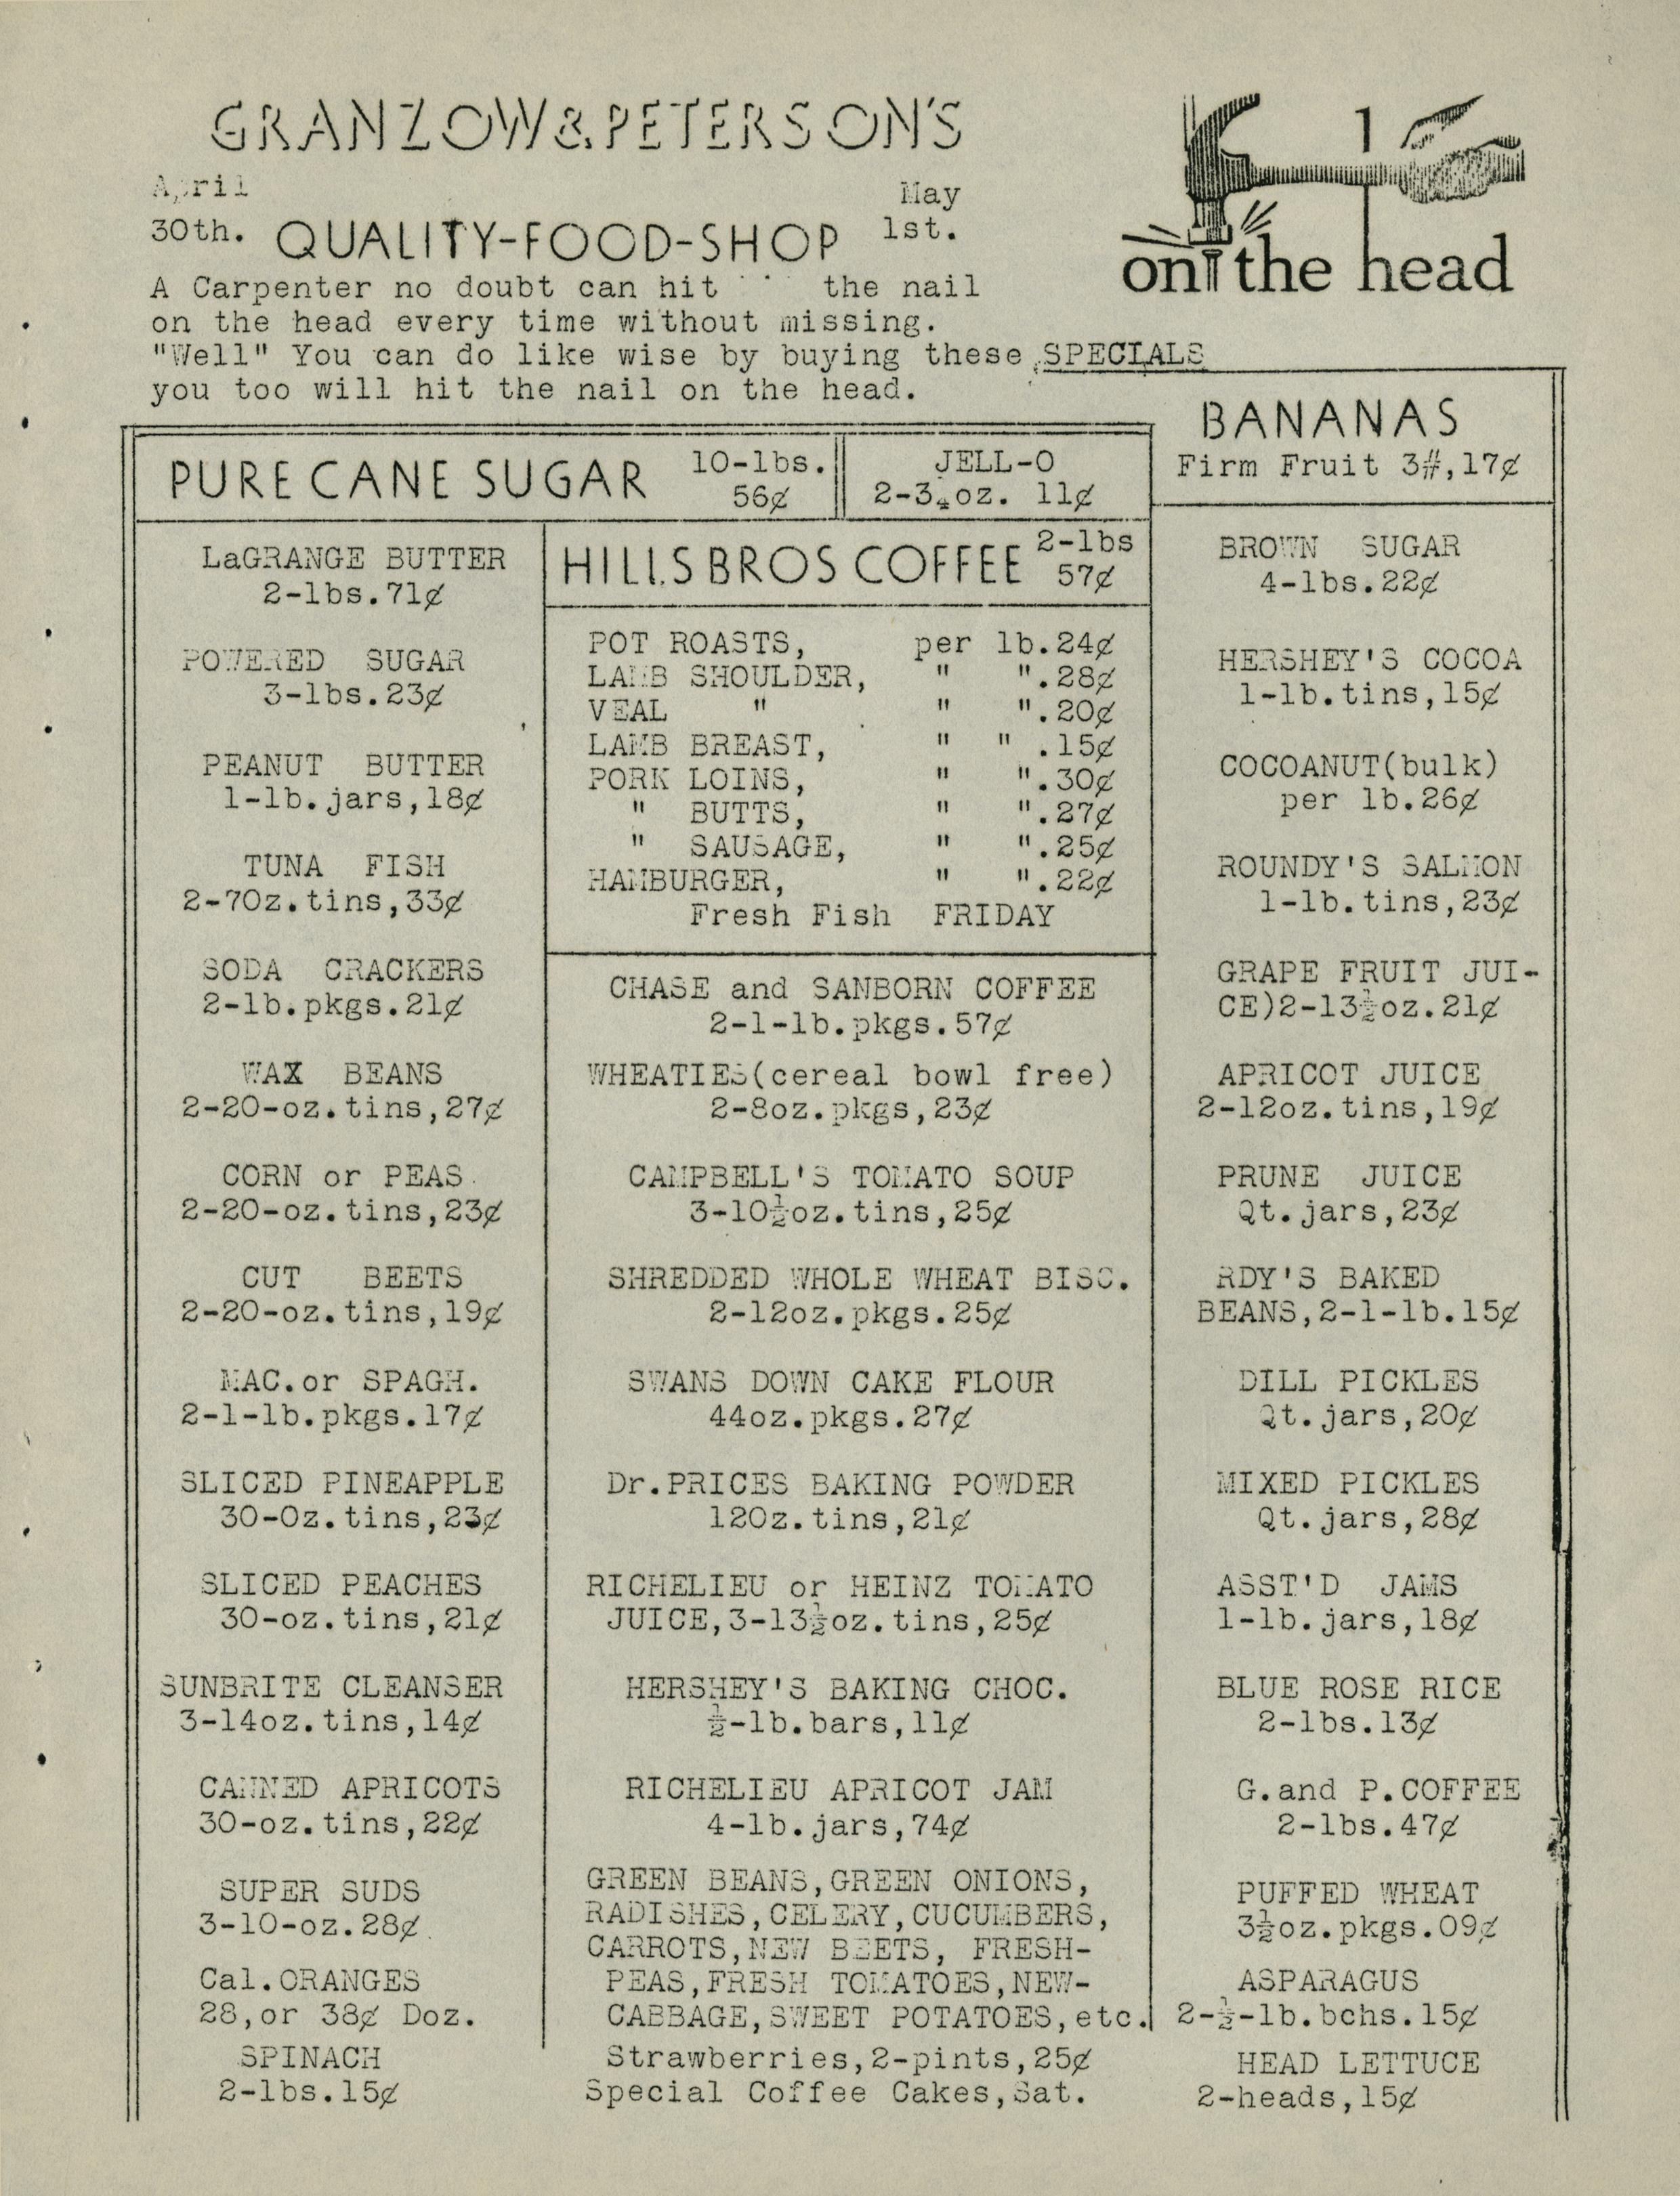 GRANZOW&PETERSON'S
April
30th.
May
1st.
QUALITY-FOOD-SHOP
on the head
A Carpenter no doubt can hit the nail
on the head every time without missing.
"Well" You can do like wise by buying these SPECIALS
you too will hit the nail on the head.
PURE CANE SUGAR
10-lbs.
56¢
JELL-O
2-3¼oz. 11¢
BANANAS
Firm Fruit 3#,17¢
LaGRANGE BUTTER
2-lbs.71¢
POWERED SUGAR
3-lbs.23¢
PEANUT BUTTER
1-lb.jars,18¢
TUNA FISH
2-7Oz.tins,33¢
SODA CRACKERS
2-lb.pkgs.21¢
WAX BEANS
2-20-oz.tins,27¢
CORN or PEAS
2-20-oz.tins,23¢
CUT BEETS
2-20-oz.tins,19¢
MAC.or SPAGH.
2-1-lb.pkgs.17¢
SLICED PINEAPPLE
30-Oz.tins,23¢
SLICED PEACHES
30-oz.tins,21¢
SUNBRITE CLEANSER
3-14oz.tins,14¢
CANNED APRICOTS
30-oz.tins,22¢
SUPER SUDS
3-10-oz.28¢
Cal.ORANGES
28,or 38¢ Doz.
SPINACH
2-lbs.15¢
HILLS BROS COFFEE
2-lbs
57¢
POT ROASTS, per lb.24¢
LAMB SHOULDER, " ".28¢
VEAL " " ".20¢
LAMB BREAST, " " .15¢
PORK LOINS, " ".30¢
" BUTTS, " ".27¢
" SAUSAGE, " ".25¢
HAMBURGER, " ".22¢
Fresh Fish FRIDAY
CHASE and SANBORN COFFEE
2-1-lb.pkgs.57¢
WHEATIES(cereal bowl free)
2-8oz.pkgs,23¢
CAMPBELL'S TOMATO SOUP
3-10½oz.tins,25¢
SHREDDED WHOLE WHEAT BISC.
2-12oz.pkgs.25¢
SWANS DOWN CAKE FLOUR
44oz.pkgs.27¢
Dr.PRICES BAKING POWDER
12Oz.tins,21¢
RICHELIEU or HEINZ TOMATO
JUICE,3-13½oz.tins,25¢
HERSHEY'S BAKING CHOC.
½-lb.bars,11¢
RICHELIEU APRICOT JAM
4-lb.jars,74¢
GREEN BEANS,GREEN ONIONS,
RADISHES,CELERY,CUCUMBERS,
CARROTS,NEW BEETS, FRESH-
PEAS,FRESH TOMATOES,NEW-
CABBAGE,SWEET POTATOES,etc.
Strawberries,2-pints,25¢
Special Coffee Cakes,Sat.
BROWN SUGAR
4-lbs.22¢
HERSHEY'S COCOA
1-lb.tins,15¢
COCOANUT(bulk)
per lb.26¢
ROUNDY'S SALMON
1-lb.tins,23¢
GRAPE FRUIT JUI-
CE)2-13½oz.21¢
APRICOT JUICE
2-12oz.tins,19¢
PRUNE JUICE
Qt.jars,23¢
RDY'S BAKED
BEANS,2-1-lb.15¢
DILL PICKLES
Qt.jars,20¢
MIXED PICKLES
Qt.jars,28¢
ASST'D JAMS
1-lb.jars,18¢
BLUE ROSE RICE
2-lbs.13¢
G.and P.COFFEE
2-lbs.47¢
PUFFED WHEAT
3½oz.pkgs.09¢
ASPARAGUS
2-½-lb.bchs.15¢
HEAD LETTUCE
2-heads,15¢